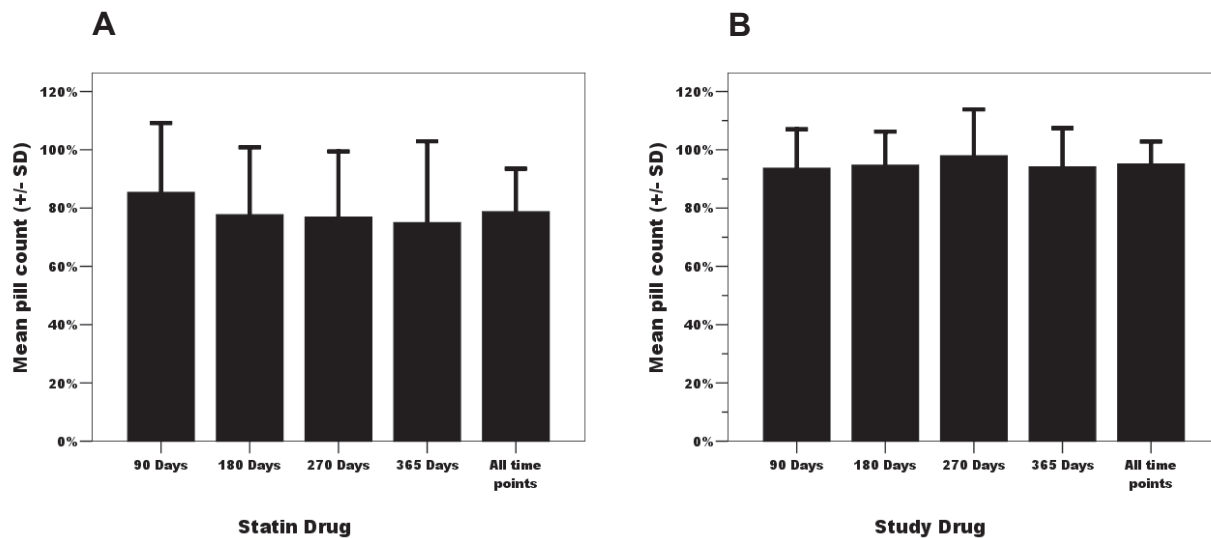 A
Mean pill count (+/- SD)
120%
100%
80%
60%
40%
20%
0%
90 Days
180 Days
270 Days
365 Days
All time
points
Statin Drug
B
Mean pill count (+/- SD)
120%
100%
80%
60%
40%
20%
0%
90 Days
180 Days
270 Days
365 Days
All time
points
Study Drug